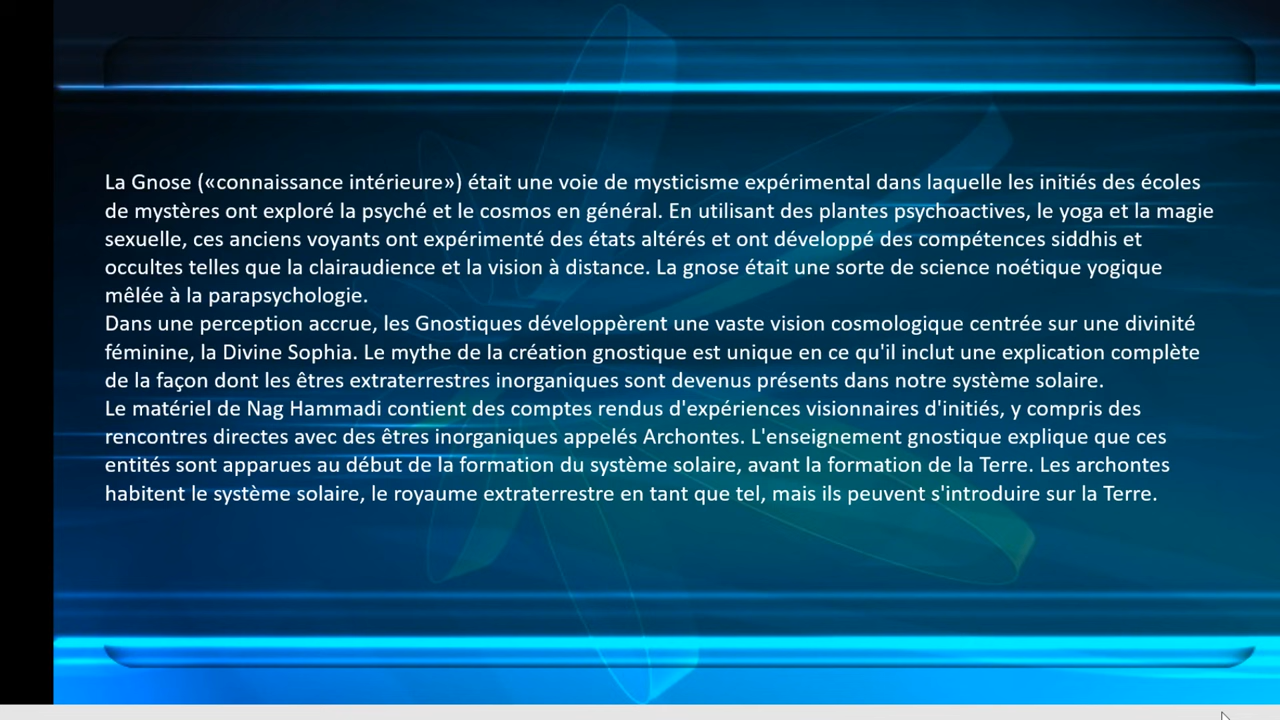 La Gnose («connaissance intérieure») était une voie de mysticisme expérimental dans laquelle les initiés des écoles
de mystères ont exploré la psyché et le cosmos en général. En utilisant des plantes psychoactives, le yoga et la magie
sexuelle, ces anciens voyants ont expérimenté des états altérés et ont développé des compétences siddhis et
occultes telles que la clairaudience et la vision à distance. La gnose était une sorte de science noétique yogique
mêlée à la parapsychologie.
Dans une perception accrue, les Gnostiques développèrent une vaste vision cosmologique centrée sur une divinité
féminine, la Divine Sophia. Le mythe de la création gnostique est unique en ce qu'il inclut une explication complète
de la façon dont les êtres extraterrestres inorganiques sont devenus présents dans notre système solaire.
Le matériel de Nag Hammadi contient des comptes rendus d'expériences visionnaires d'initiés, y compris des
rencontres directes avec des êtres inorganiques appelés Archontes. L'enseignement gnostique explique que ces
entités sont apparues au début de la formation du système solaire, avant la formation de la Terre. Les archontes
habitent le système solaire, le royaume extraterrestre en tant que tel, mais ils peuvent s'introduire sur la Terre.